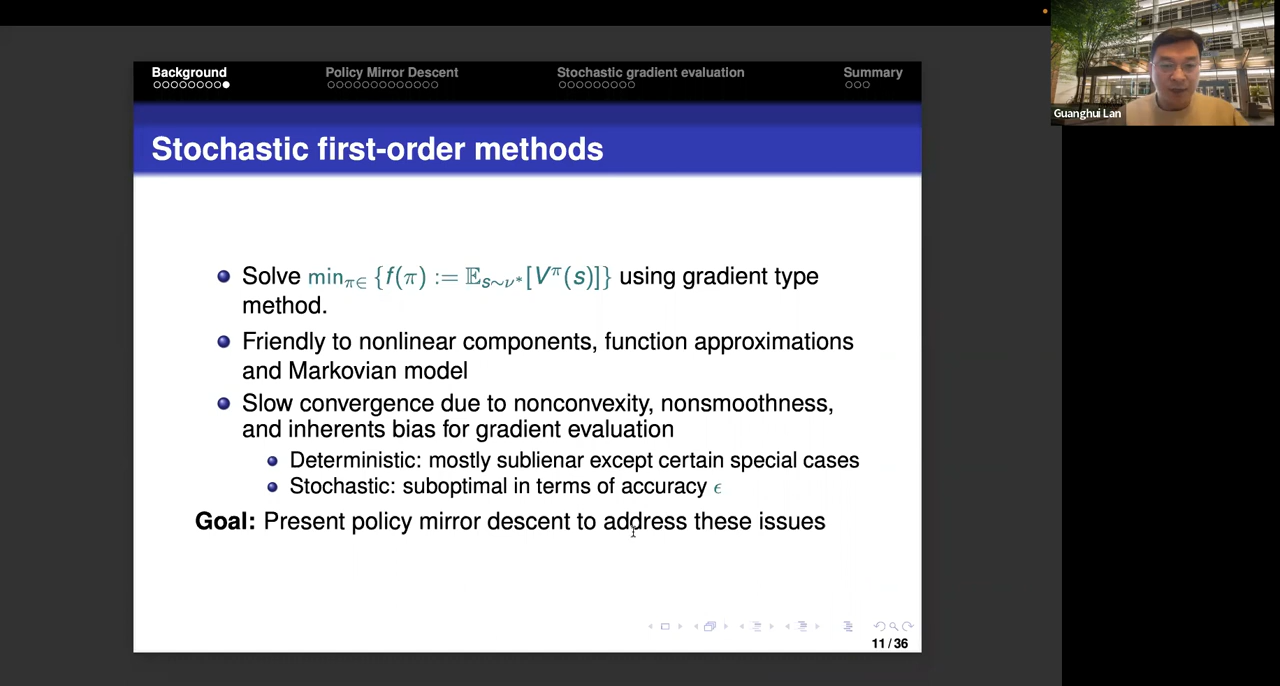 Background Policy Mirror Descent Stochastic gradient evaluation Summary
Stochastic first-order methods
Solve min_{π∈} {f(π) := 𝔼_{s∼ν*}[V^π(s)]} using gradient type
method.
Friendly to nonlinear components, function approximations
and Markovian model
Slow convergence due to nonconvexity, nonsmoothness,
and inherents bias for gradient evaluation
Deterministic: mostly sublienar except certain special cases
Stochastic: suboptimal in terms of accuracy ϵ
Goal: Present policy mirror descent to address these issues
11 / 36
Guanghui Lan